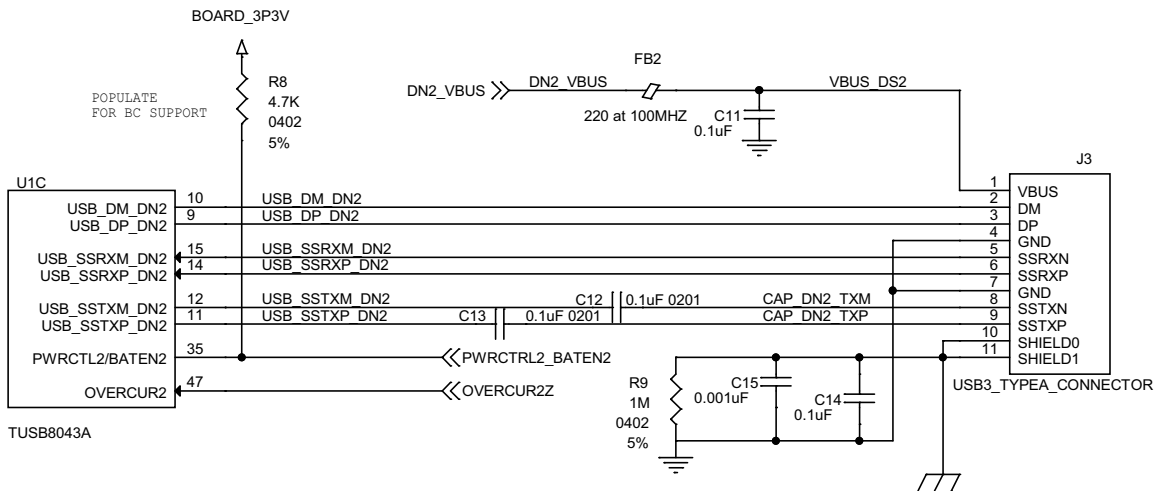 BOARD_3P3V
R8
4.7K
0402
5%
POPULATE
FOR BC SUPPORT
FB2
DN2_VBUS
DN2_VBUS
VBUS_DS2
220 at 100MHZ
C11
0.1uF
J3
U1C
USB_DM_DN2
10
USB_DM_DN2
1
VBUS
USB_DP_DN2
9
USB_DP_DN2
2
DM
3
DP
4
GND
USB_SSRXM_DN2
15
USB_SSRXM_DN2
5
SSRXN
USB_SSRXP_DN2
14
USB_SSRXP_DN2
6
SSRXP
7
GND
USB_SSTXM_DN2
12
USB_SSTXM_DN2
C12
0.1uF 0201
CAP_DN2_TXM
8
SSTXN
USB_SSTXP_DN2
11
USB_SSTXP_DN2
C13
0.1uF 0201
CAP_DN2_TXP
9
SSTXP
10
SHIELD0
PWRCTL2/BATEN2
35
PWRCTRL2_BATEN2
11
SHIELD1
OVERCUR2
47
OVERCUR2Z
USB3_TYPEA_CONNECTOR
R9
1M
0402
5%
C15
0.001uF
C14
0.1uF
TUSB8043A